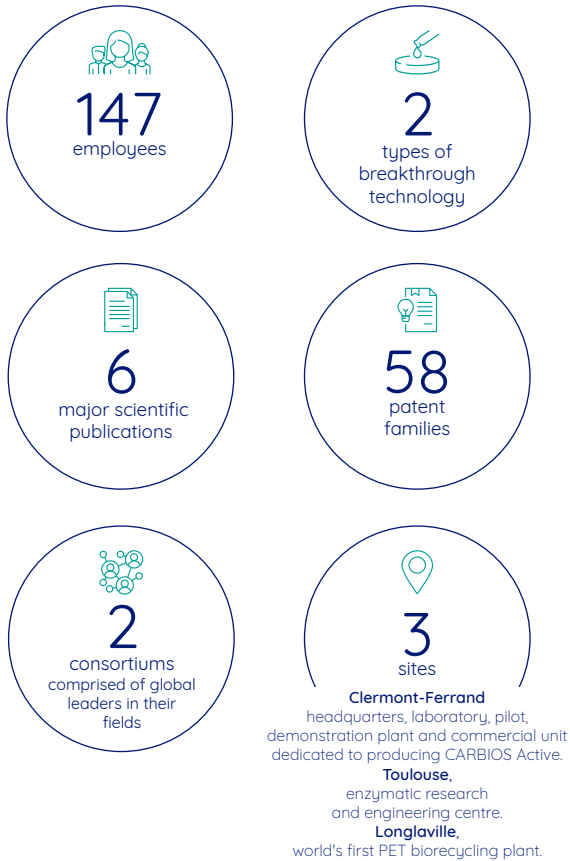 147
employees
2
types of
breakthrough
technology
6
major scientific
publications
58
patent
families
2
consortiums
comprised of global
leaders in their
fields
3
sites
Clermont-Ferrand
headquarters, laboratory, pilot,
demonstration plant and commercial unit
dedicated to producing CARBIOS Active.
Toulouse,
enzymatic research
and engineering centre.
Longlaville,
world's first PET biorecycling plant.